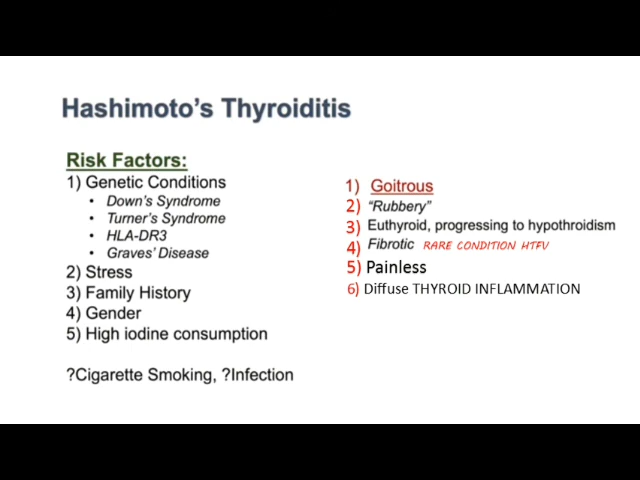 Hashimoto's Thyroiditis
Risk Factors:
1) Genetic Conditions
• Down's Syndrome
• Turner's Syndrome
• HLA-DR3
• Graves' Disease
2) Stress
3) Family History
4) Gender
5) High iodine consumption
?Cigarette Smoking, ?Infection
1) Goitrous
2) "Rubbery"
3) Euthyroid, progressing to hypothroidism
4) Fibrotic RARE CONDITION HTFV
5) Painless
6) Diffuse THYROID INFLAMMATION